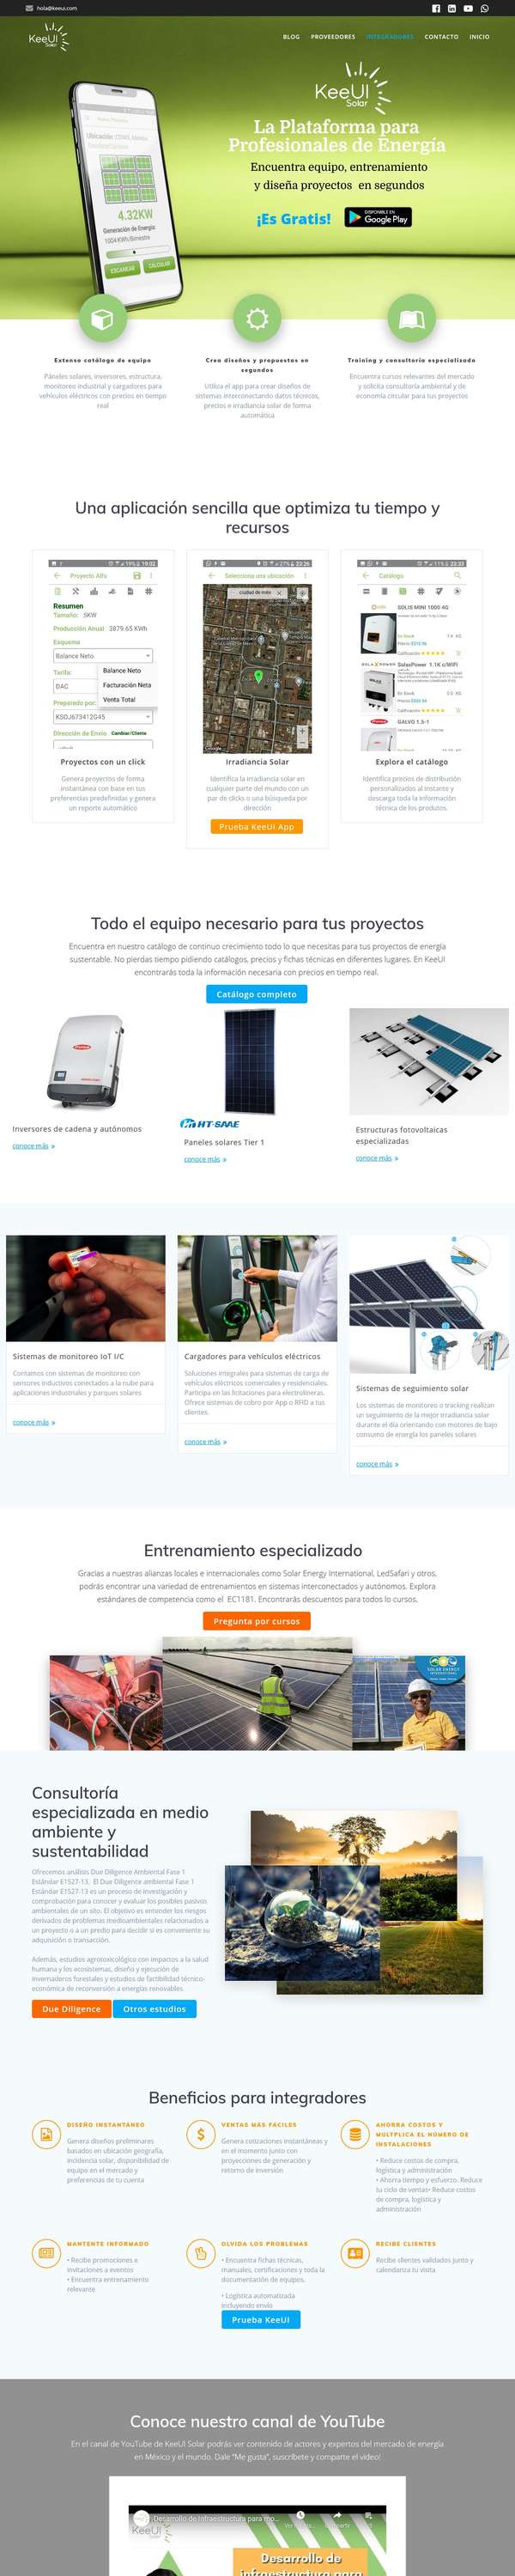 hola@keeui.com
KeeUI
Solar
BLOG PROVEEDORES INTEGRADORES CONTACTO INICIO
KeeUI
Solar
La Plataforma para
Profesionales de Energía
Encuentra equipo, entrenamiento
y diseña proyectos en segundos
¡Es Gratis!
DISPONIBLE EN
Google Play
4.32KW
Generación de Energía:
1004 KWh/Bimestre
ESCANEAR CALCULAR
Extenso catálogo de equipo
Páneles solares, inversores, estructura,
monitoreo industrial y cargadores para
vehículos eléctricos con precios en tiempo
real
Crea diseños y propuestas en
segundos
Utiliza el app para crear diseños de
sistemas interconectando datos técnicos,
precios e irradiancia solar de forma
automática
Training y consultoría especializada
Encuentra cursos relevantes del mercado
y solicita consultoría ambiental y de
economía circular para tus proyectos
Una aplicación sencilla que optimiza tu tiempo y
recursos
Proyecto Alfa
Resumen
Tamaño: 5KW
Producción Anual 3879.65 KWh
Esquema
Balance Neto
Tarifa:
DAC
Balance Neto
Facturación Neta
Venta Total
Preparado por:
KSOJ673412G45
Dirección de Envío Cambiar/Cliente
Proyectos con un click
Genera proyectos de forma
instantánea con base en tus
preferencias predefinidas y genera
un reporte automático
Selecciona una ubicación
Irradiancia Solar
Identifica la irradiancia solar en
cualquier parte del mundo con un
par de clicks o una búsqueda por
dirección
Prueba KeeUI App
Catálogo
SOLIS MINI 1000 4G
SolarPower 1.1K c/WiFi
GALVO 1.5-1
Explora el catálogo
Identifica precios de distribución
personalizados al instante y
descarga toda la información
técnica de los productos.
Todo el equipo necesario para tus proyectos
Encuentra en nuestro catálogo de continuo crecimiento todo lo que necesitas para tus proyectos de energía
sustentable. No pierdas tiempo pidiendo catálogos, precios y fichas técnicas en diferentes lugares. En KeeUI
encontrarás toda la información necesaria con precios en tiempo real.
Catálogo completo
Inversores de cadena y autónomos
conoce más »
HT-SAAE
Paneles solares Tier 1
conoce más »
Estructuras fotovoltaicas
especializadas
conoce más »
Sistemas de monitoreo IoT I/C
Contamos con sistemas de monitoreo con
sensores inductivos conectados a la nube para
aplicaciones industriales y parques solares
conoce más »
Cargadores para vehículos eléctricos
Soluciones integrales para sistemas de carga de
vehículos eléctricos comerciales y residenciales.
Participa en las licitaciones para electrolineras.
Ofrece sistemas de cobro por App o RFID a tus
clientes.
conoce más »
Sistemas de seguimiento solar
Los sistemas de monitoreo o tracking realizan
un seguimiento de la mejor irradiancia solar
durante el día orientando con motores de bajo
consumo de energía los paneles solares
conoce más »
Entrenamiento especializado
Gracias a nuestras alianzas locales e internacionales como Solar Energy International, LedSafari y otros,
podrás encontrar una variedad de entrenamientos en sistemas interconectados y autónomos. Explora
estándares de competencia como el EC1181. Encontrarás descuentos para todos lo cursos.
Pregunta por cursos
SOLAR ENERGY
INTERNATIONAL
Consultoría
especializada en medio
ambiente y
sustentabilidad
Ofrecemos análisis Due Diligence Ambiental Fase 1
Estándar E1527-13, El Due Diligence ambiental Fase 1
Estándar E1527-13 es un proceso de investigación y
comprobación para conocer y evaluar los posibles pasivos
ambientales de un sitio. El objetivo es entender los riesgos
derivados de problemas medioambientales relacionados a
un proyecto o a un predio para decidir si es conveniente su
adquisición o transacción.
Además, estudios agrotoxicológico con impactos a la salud
humana y los ecosistemas, diseño y ejecución de
invernaderos forestales y estudios de factibilidad técnico-
económica de reconversión a energías renovables.
Due Diligence Otros estudios
Beneficios para integradores
DISEÑO INSTANTÁNEO
Genera diseños preliminares
basados en ubicación geografía,
incidencia solar, disponibilidad de
equipo en el mercado y
preferencias de tu cuenta
VENTAS MÁS FACILES
Genera cotizaciones instantáneas y
en el momento junto con
proyecciones de generación y
retorno de inversión
AHORRA COSTOS Y
MULTPLICA EL NÚMERO DE
INSTALACIONES
• Reduce costos de compra,
logística y administración
• Ahorra tiempo y esfuerzo. Reduce
tu ciclo de ventas• Reduce costos
de compra, logística y
administración
MANTENTE INFORMADO
• Recibe promociones e
invitaciones a eventos
• Encuentra entrenamiento
relevante
OLVIDA LOS PROBLEMAS
• Encuentra fichas técnicas,
manuales, certificaciones y toda la
documentación de equipos.
• Logística automatizada
incluyendo envío
Prueba KeeUI
RECIBE CLIENTES
Recibe clientes validados junto y
calendariza tu visita
Conoce nuestro canal de YouTube
En el canal de YouTube de KeeUI Solar podrás ver contenido de actores y expertos del mercado de energía
en México y el mundo. Dale "Me gusta", suscríbete y comparte el video!
Desarrollo de Infraestructura para mo...
KeeUI
Desarrollo de
infraestructura para